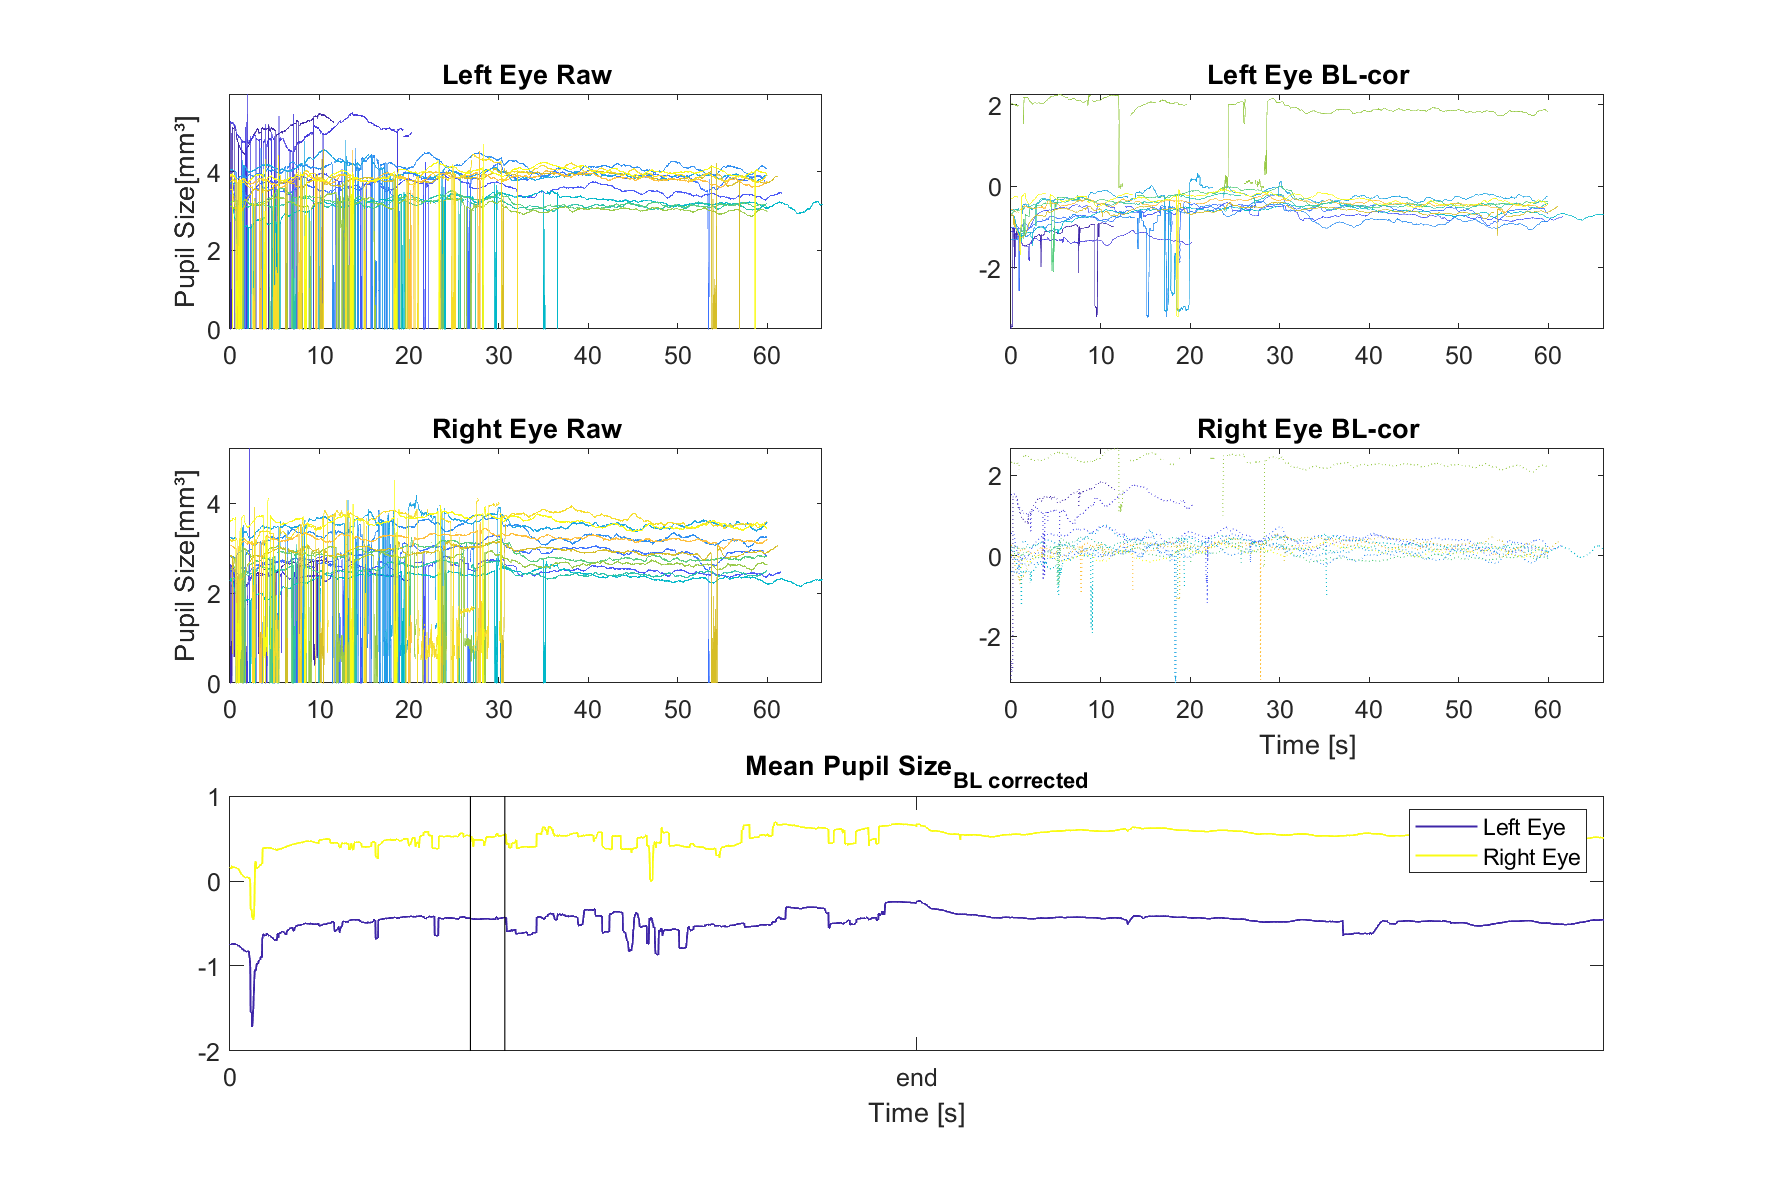 Left Eye Raw
Left Eye BL-cor
Pupil Size[mm³]
4
2
0
0 10 20 30 40 50 60
2
0
-2
0 10 20 30 40 50 60
Right Eye Raw
Right Eye BL-cor
Pupil Size[mm³]
4
2
0
0 10 20 30 40 50 60
2
0
-2
0 10 20 30 40 50 60
Time [s]
Mean Pupil Size BL corrected
1
0
-1
-2
Left Eye
Right Eye
0 end
Time [s]